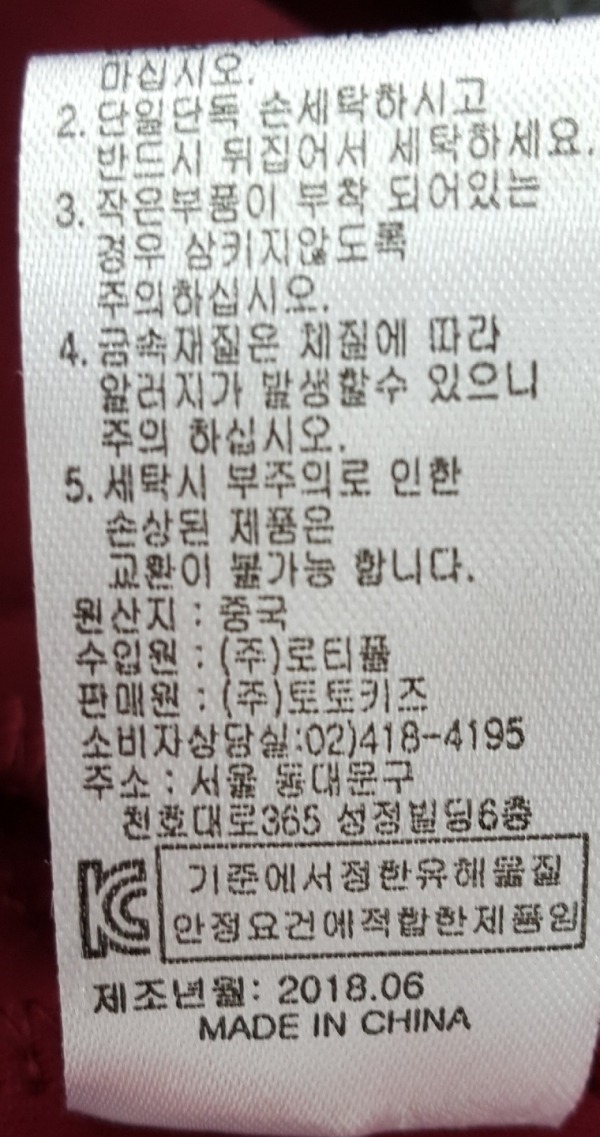 마십시오.
2. 단일단독 손세탁하시고
반드시 뒤집어서 세탁하세요.
3. 작은부품이 부착 되어있는
경우 삼키지않도록
주의하십시오.
4. 금속재질은 체질에 따라
알러지가 발생할수 있으니
주의 하십시오.
5. 세탁시 부주의로 인한
손상된 제품은
교환이 불가능 합니다.
원산지 : 중국
수입원 : (주)로티플
판매원 : (주)토토키즈
소비자상담실:02)418-4195
주소 : 서울 동대문구
천호대로365 성정빌딩6층
KC
기준에서정한유해물질
안정요건에적합한제품임
제조년월: 2018.06
MADE IN CHINA